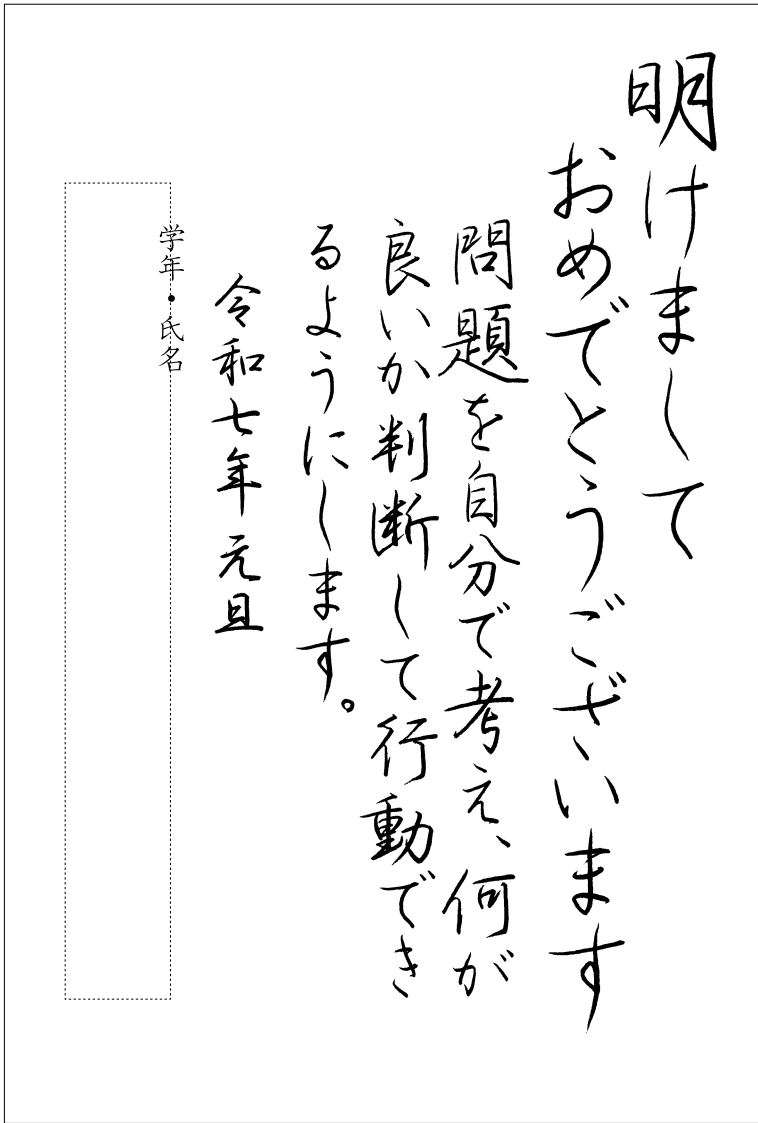 明けまして
おめでとうございます
問題を自分で考え、何が
良いか判断して行動でき
るようにします。
令和七年元旦
学年・氏名